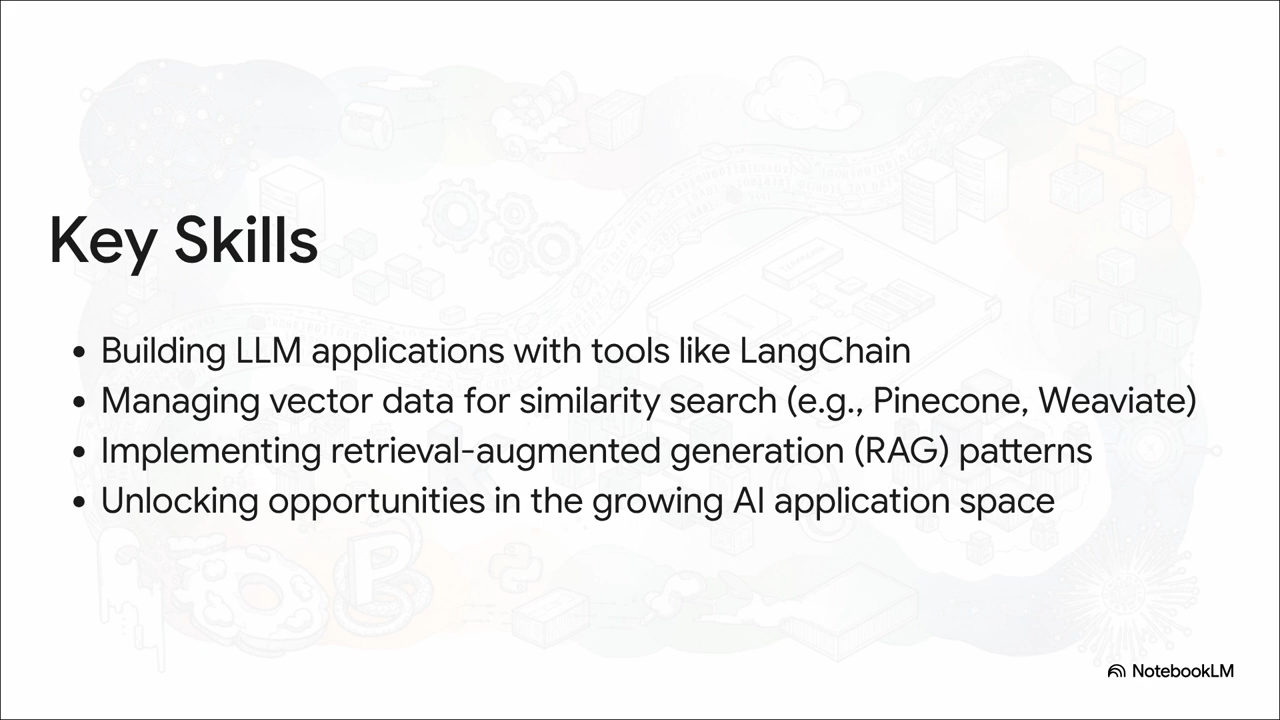 Key Skills
• Building LLM applications with tools like LangChain
• Managing vector data for similarity search (e.g., Pinecone, Weaviate)
• Implementing retrieval-augmented generation (RAG) patterns
• Unlocking opportunities in the growing AI application space
NotebookLM